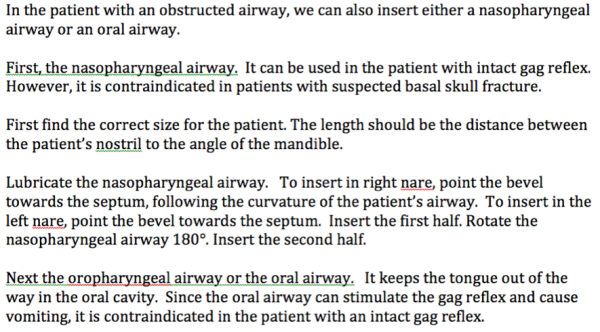 In the patient with an obstructed airway, we can also insert either a nasopharyngeal
airway or an oral airway.
First, the nasopharyngeal airway.  It can be used in the patient with intact gag reflex.
However, it is contraindicated in patients with suspected basal skull fracture.
First find the correct size for the patient. The length should be the distance between
the patient's nostril to the angle of the mandible.
Lubricate the nasopharyngeal airway.  To insert in right nare, point the bevel
towards the septum, following the curvature of the patient's airway.  To insert in the
left nare, point the bevel towards the septum.  Insert the first half. Rotate the
nasopharyngeal airway 180°. Insert the second half.
Next the oropharyngeal airway or the oral airway.  It keeps the tongue out of the
way in the oral cavity.  Since the oral airway can stimulate the gag reflex and cause
vomiting, it is contraindicated in the patient with an intact gag reflex.